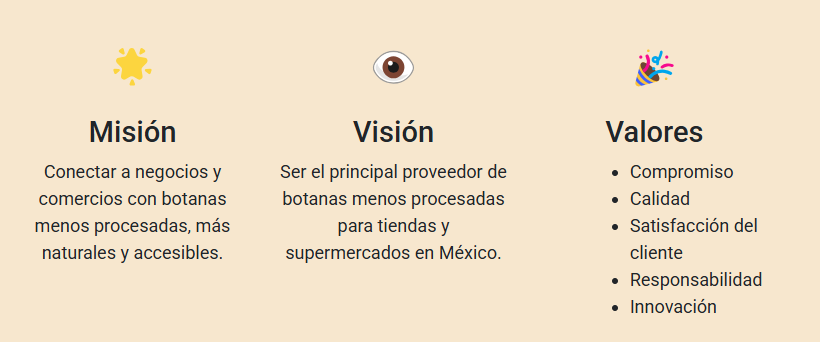 Misión
Conectar a negocios y
comercios con botanas
menos procesadas, más
naturales y accesibles.
Visión
Ser el principal proveedor de
botanas menos procesadas
para tiendas y
supermercados en México.
Valores
• Compromiso
• Calidad
• Satisfacción del
cliente
• Responsabilidad
• Innovación